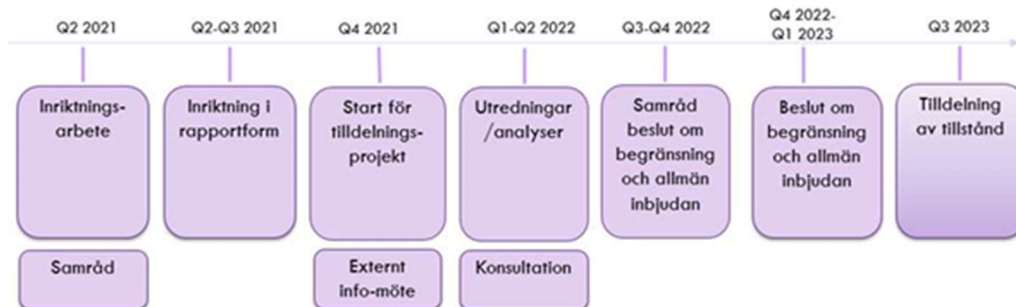 Q2 2021
Q2-Q3 2021
Q4 2021
Q1-Q2 2022
Q3-Q4 2022
Q4 2022-
Q1 2023
Q3 2023
Inriktnings-
arbete
Inriktning i
rapportform
Start för
tilldelnings-
projekt
Utredningar
/analyser
Samråd
beslut om
begränsning
och allmän
inbjudan
Beslut om
begränsning
och allmän
inbjudan
Tilldelning
av tillstånd
Samråd
Externt
info-möte
Konsultation